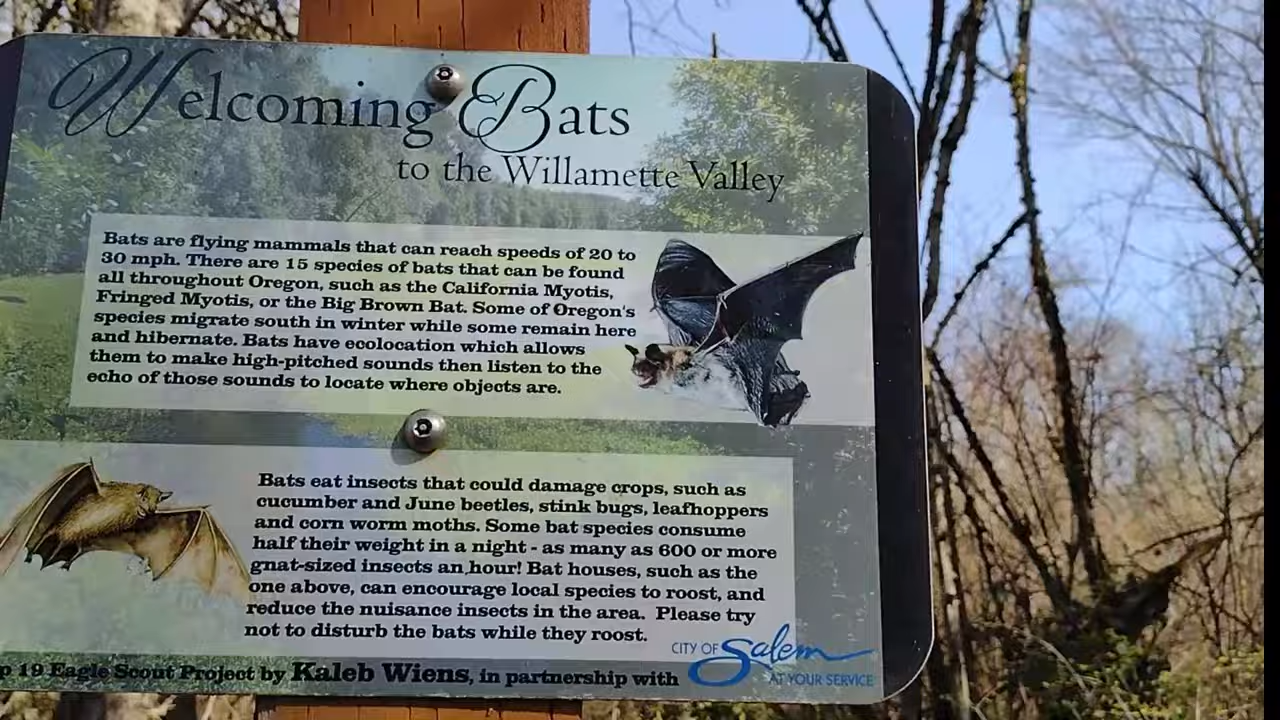 Welcoming Bats
to the Willamette Valley
Bats are flying mammals that can reach speeds of 20 to
30 mph. There are 15 species of bats that can be found
all throughout Oregon, such as the California Myotis,
Fringed Myotis, or the Big Brown Bat. Some of Oregon's
species migrate south in winter while some remain here
and hibernate. Bats have ecolocation which allows
them to make high-pitched sounds then listen to the
echo of those sounds to locate where objects are.
Bats eat insects that could damage crops, such as
cucumber and June beetles, stink bugs, leafhoppers
and corn worm moths. Some bat species consume
half their weight in a night - as many as 600 or more
gnat-sized insects an hour! Bat houses, such as the
one above, can encourage local species to roost, and
reduce the nuisance insects in the area. Please try
not to disturb the bats while they roost.
p 19 Eagle Scout Project by Kaleb Wiens, in partnership with
CITY OF Salem
AT YOUR SERVICE